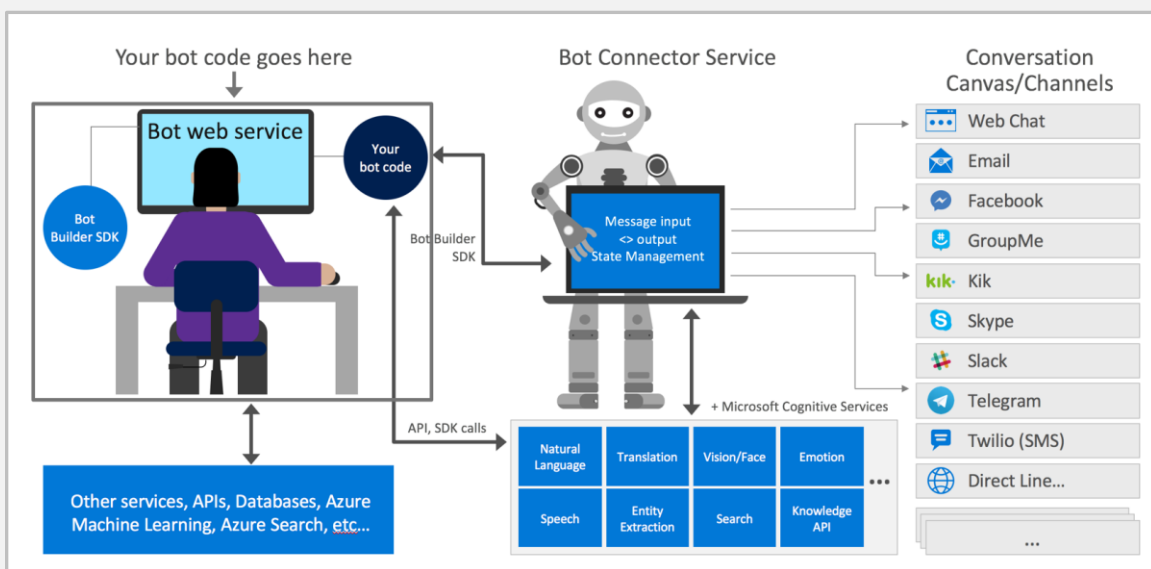 Your bot code goes here
Bot web service
Your
bot code
Bot
Builder SDK
Other services, APIs, Databases, Azure
Machine Learning, Azure Search, etc...
Bot Builder
SDK
API, SDK calls
Bot Connector Service
Message input
<> output
State Management
+ Microsoft Cognitive Services
Natural
Language
Translation
Vision/Face
Emotion
Speech
Entity
Extraction
Search
Knowledge
API
...
Conversation
Canvas/Channels
Web Chat
Email
Facebook
GroupMe
kik·
Kik
Skype
Slack
Telegram
Twilio (SMS)
Direct Line...
...